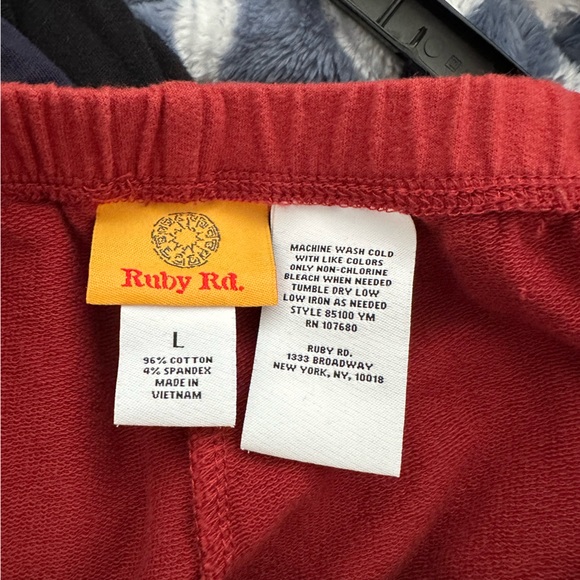 Ruby Rd.
L
96% COTTON
4% SPANDEX
MADE IN
VIETNAM
MACHINE WASH COLD
WITH LIKE COLORS
ONLY NON-CHLORINE
BLEACH WHEN NEEDED
TUMBLE DRY LOW
LOW IRON AS NEEDED
STYLE 85100 YM
RN 107680
RUBY RD.
1333 BROADWAY
NEW YORK, NY, 10018